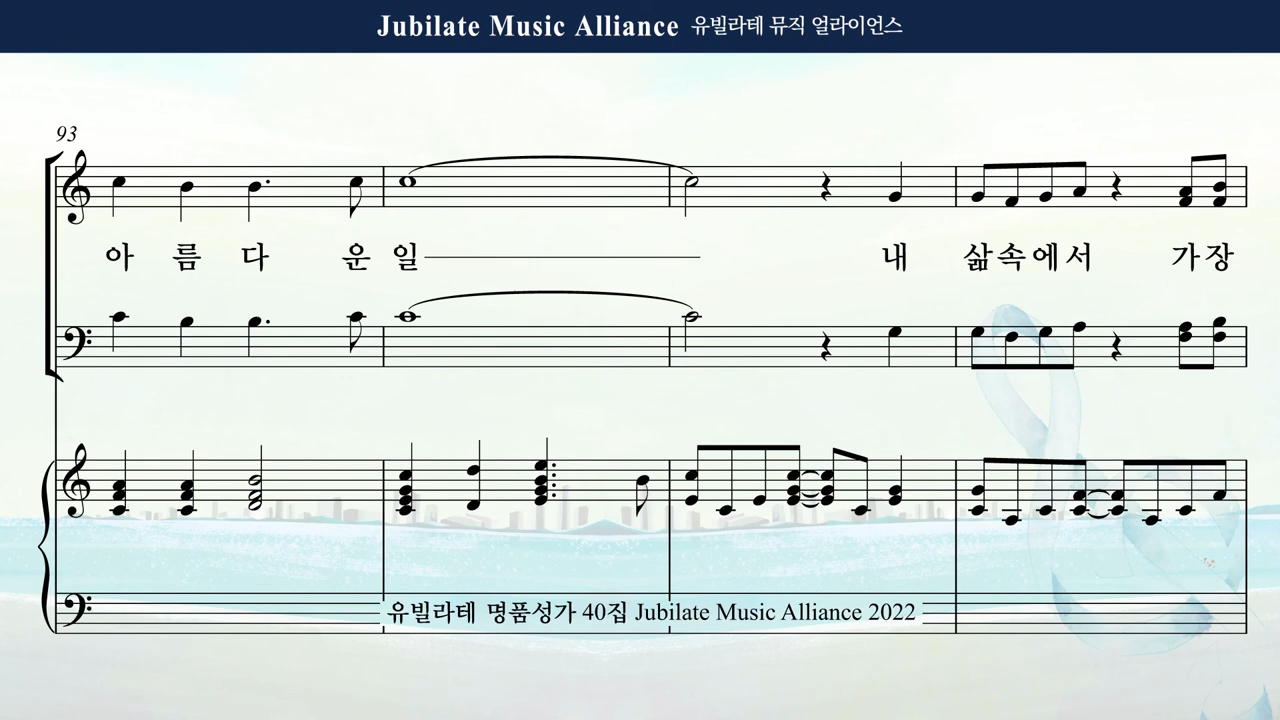 Jubilate Music Alliance 유빌라테 뮤직 얼라이언스
93
아 름 다 운 일 내 삶 속 에 서 가 장
유빌라테 명품성가 40집 Jubilate Music Alliance 2022